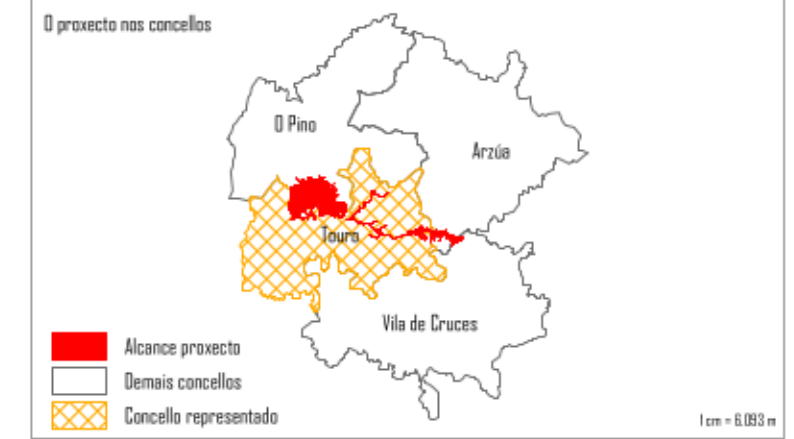 O proxecto nos concellos
O Pino
Arzúa
Touro
Vila de Cruces
Alcance proxecto
Demais concellos
Concello representado
1 cm = 6.093 m